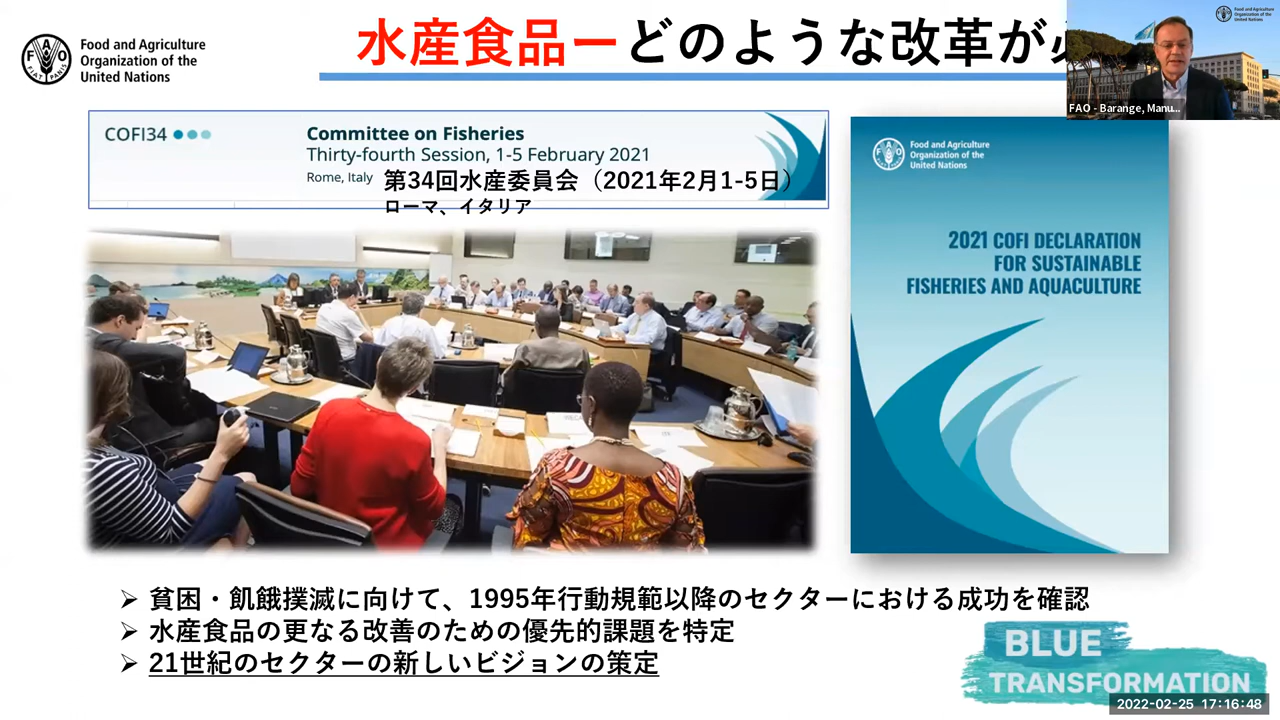 Food and Agriculture
Organization of the
United Nations
水産食品ーどのような改革が
Food and Agriculture
Organization of the
United Nations
FAO - Barange, Manu...
COFI34
Committee on Fisheries
Thirty-fourth Session, 1-5 February 2021
Rome, Italy
第34回水産委員会（2021年2月1-5日）
ローマ、イタリア
Food and Agriculture
Organization of the
United Nations
2021 COFI DECLARATION
FOR SUSTAINABLE
FISHERIES AND AQUACULTURE
貧困・飢餓撲滅に向けて、1995年行動規範以降のセクターにおける成功を確認
水産食品の更なる改善のための優先的課題を特定
21世紀のセクターの新しいビジョンの策定
BLUE
TRANSFORMATION
2022-02-25 17:16:48